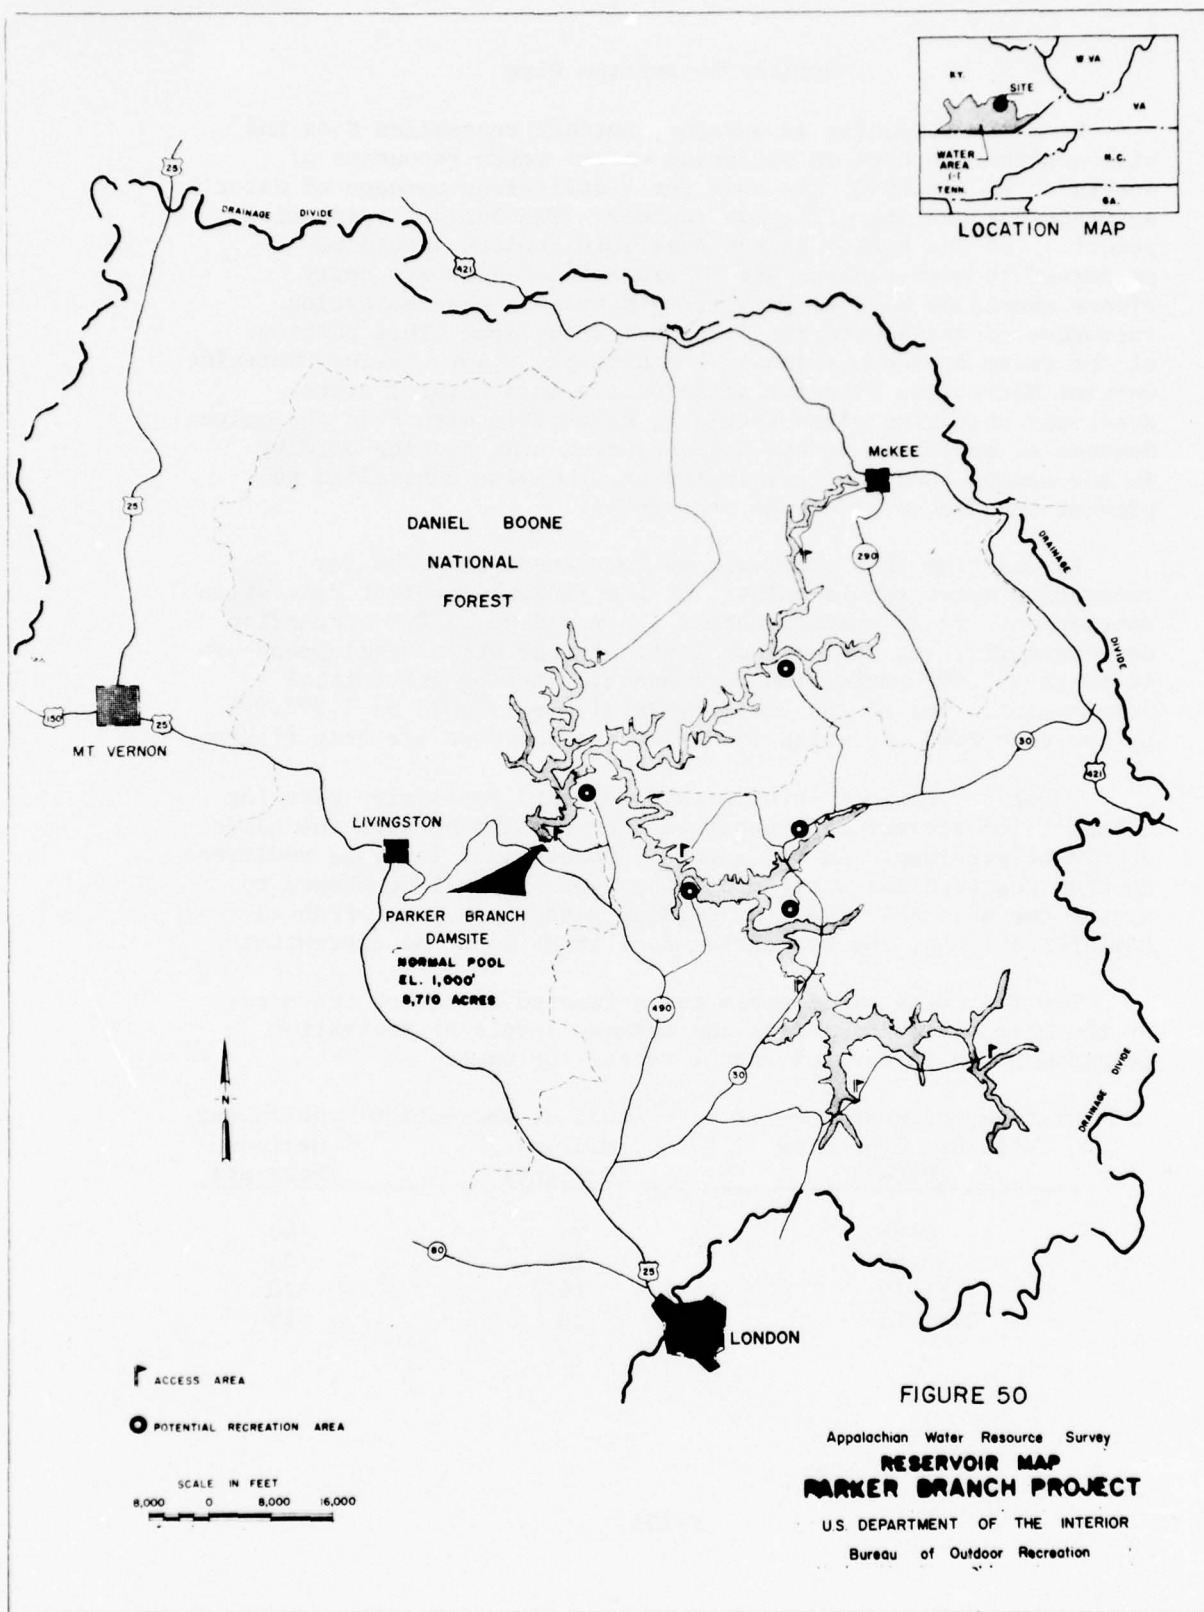 W VA
KY.
SITE
VA
WATER
AREA
I-1
N.C.
TENN.
GA.
LOCATION MAP
25
DRAINAGE DIVIDE
421
McKEE
25
DANIEL BOONE
NATIONAL
FOREST
290
DRAINAGE
DIVIDE
150
25
MT VERNON
30
421
LIVINGSTON
PARKER BRANCH
DAMSITE
NORMAL POOL
EL. 1,000'
8,710 ACRES
490
30
N
DRAINAGE DIVIDE
80
25
LONDON
ACCESS AREA
POTENTIAL RECREATION AREA
SCALE IN FEET
8,000 0 8,000 16,000
FIGURE 50
Appalachian Water Resource Survey
RESERVOIR MAP
PARKER BRANCH PROJECT
U.S. DEPARTMENT OF THE INTERIOR
Bureau of Outdoor Recreation